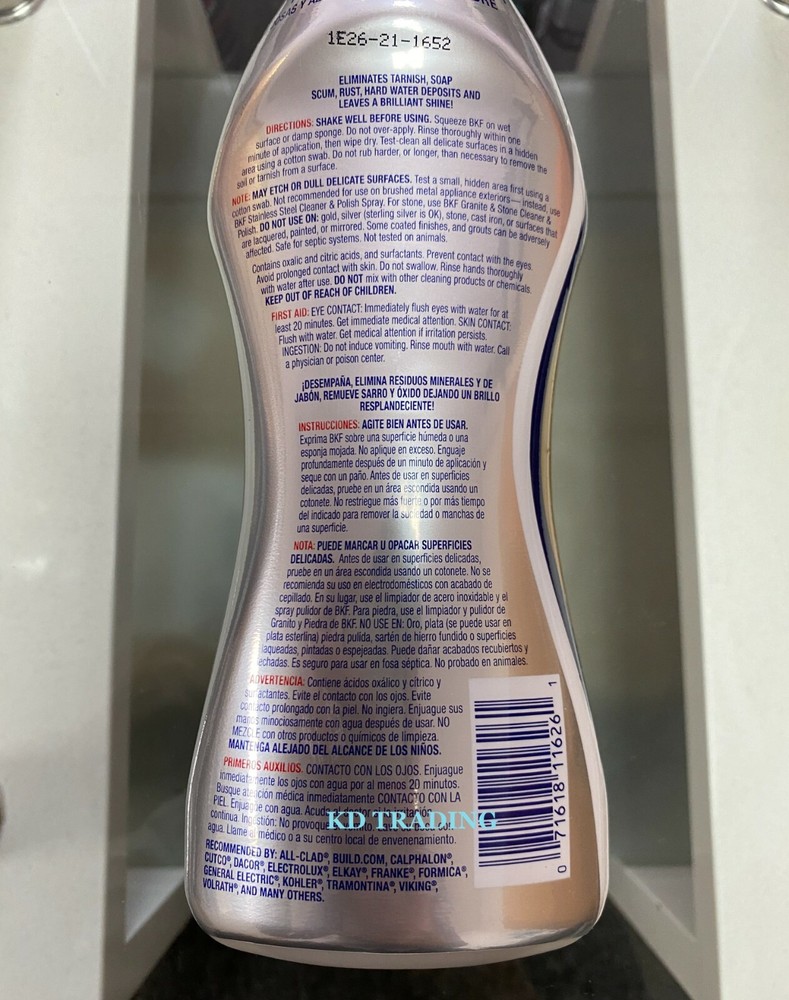 1E26-21-1652
ELIMINATES TARNISH, SOAP
SCUM, RUST, HARD WATER DEPOSITS AND
LEAVES A BRILLIANT SHINE!
DIRECTIONS: SHAKE WELL BEFORE USING. Squeeze BKF on wet
surface or damp sponge. Do not over-apply. Rinse thoroughly within one
minute of application, then wipe dry. Test-clean all delicate surfaces in a hidden
area using a cotton swab. Do not rub harder, or longer, than necessary to remove the
soil or tarnish from a surface.
NOTE: MAY ETCH OR DULL DELICATE SURFACES. Test a small, hidden area first using a
cotton swab. Not recommended for use on brushed metal appliance exteriors— instead, use
BKF Stainless Steel Cleaner & Polish Spray. For stone, use BKF Granite & Stone Cleaner &
Polish. DO NOT USE ON: gold, silver (sterling silver is OK), stone, cast iron, or surfaces that
are lacquered, painted, or mirrored. Some coated finishes, and grouts can be adversely
affected. Safe for septic systems. Not tested on animals.
Contains oxalic and citric acids, and surfactants. Prevent contact with the eyes.
Avoid prolonged contact with skin. Do not swallow. Rinse hands thoroughly
with water after use. DO NOT mix with other cleaning products or chemicals.
KEEP OUT OF REACH OF CHILDREN.
FIRST AID: EYE CONTACT: Immediately flush eyes with water for at
least 20 minutes. Get immediate medical attention. SKIN CONTACT:
Flush with water. Get medical attention if irritation persists.
INGESTION: Do not induce vomiting. Rinse mouth with water. Call
a physician or poison center.
¡DESEMPAÑA, ELIMINA RESIDUOS MINERALES Y DE
JABÓN, REMUEVE SARRO Y ÓXIDO DEJANDO UN BRILLO
RESPLANDECIENTE!
INSTRUCCIONES: AGITE BIEN ANTES DE USAR.
Exprima BKF sobre una superficie húmeda o una
esponja mojada. No aplique en exceso. Enguaje
profundamente después de un minuto de aplicación y
seque con un paño. Antes de usar en superficies
delicadas, pruebe en un área escondida usando un
cotonete. No restriegue más fuerte o por más tiempo
del indicado para remover la suciedad o manchas de
una superficie.
NOTA: PUEDE MARCAR U OPACAR SUPERFICIES
DELICADAS. Antes de usar en superficies delicadas,
pruebe en un área escondida usando un cotonete. No se
recomienda su uso en electrodomésticos con acabado de
cepillado. En su lugar, use el limpiador de acero inoxidable y el
spray pulidor de BKF. Para piedra, use el limpiador y pulidor de
Granito y Piedra de BKF. NO USE EN: Oro, plata (se puede usar en
plata esterlina) piedra pulida, sartén de hierro fundido o superficies
laqueadas, pintadas o espejeadas. Puede dañar acabados recubiertos y
lechadas. Es seguro para usar en fosa séptica. No probado en animales.
ADVERTENCIA: Contiene ácidos oxálico y cítrico y
surfactantes. Evite el contacto con los ojos. Evite
contacto prolongado con la piel. No ingiera. Enjuague sus
manos minociosamente con agua después de usar. NO
MEZCLE con otros productos o químicos de limpieza.
MANTENGA ALEJADO DEL ALCANCE DE LOS NIÑOS.
PRIMEROS AUXILIOS. CONTACTO CON LOS OJOS. Enjuague
inmediatamente los ojos con agua por al menos 20 minutos.
Busque atención médica inmediatamente CONTACTO CON LA
PIEL. Enjuague con agua. Acuda al doctor si la irritación
continua. Ingestión: No provoque
KD TRADING
agua. Llame al médico o a su centro local de envenenamiento.
RECOMMENDED BY: ALL-CLAD®, BUILD.COM, CALPHALON®,
CUTCO®, DACOR®, ELECTROLUX®, ELKAY®, FRANKE®, FORMICA®,
GENERAL ELECTRIC®, KOHLER®, TRAMONTINA®, VIKING®,
VOLRATH®, AND MANY OTHERS.
0 71618 11626 1